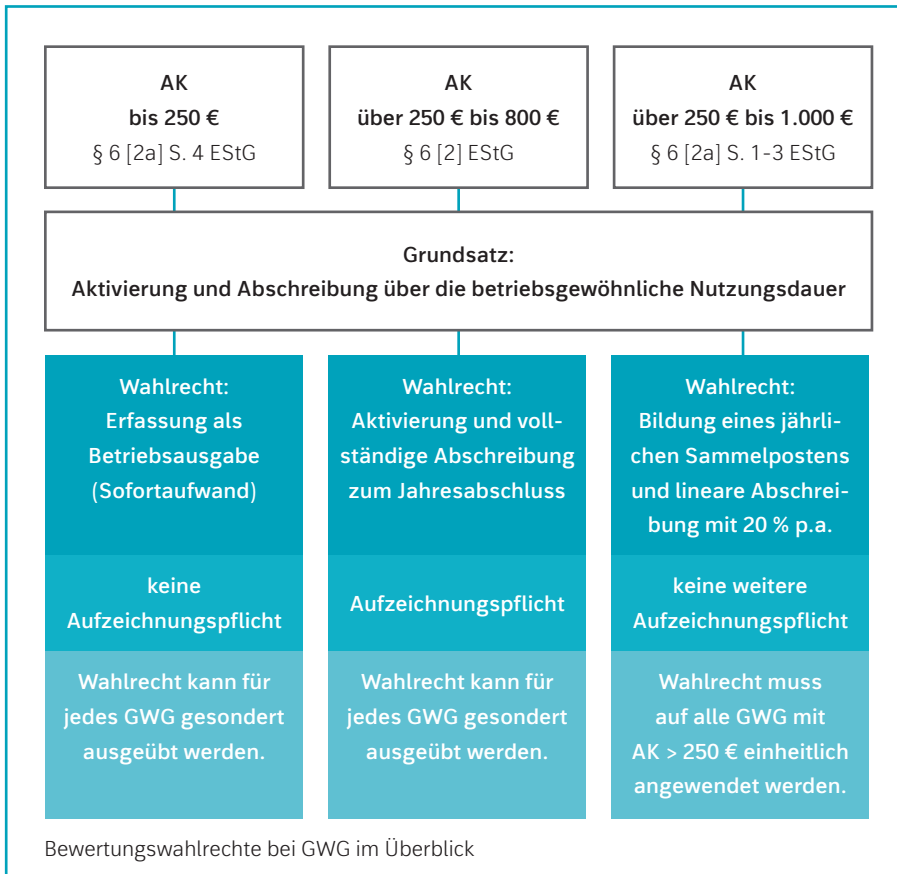 AK
bis 250 €
§ 6 [2a] S. 4 EStG
AK
über 250 € bis 800 €
§ 6 [2] EStG
AK
über 250 € bis 1.000 €
§ 6 [2a] S. 1-3 EStG
Grundsatz:
Aktivierung und Abschreibung über die betriebsgewöhnliche Nutzungsdauer
Wahlrecht:
Erfassung als
Betriebsausgabe
(Sofortaufwand)
keine
Aufzeichnungspflicht
Wahlrecht kann für
jedes GWG gesondert
ausgeübt werden.
Wahlrecht:
Aktivierung und voll-
ständige Abschreibung
zum Jahresabschluss
Aufzeichnungspflicht
Wahlrecht kann für
jedes GWG gesondert
ausgeübt werden.
Wahlrecht:
Bildung eines jährli-
chen Sammelpostens
und lineare Abschrei-
bung mit 20 % p.a.
keine weitere
Aufzeichnungspflicht
Wahlrecht muss
auf alle GWG mit
AK > 250 € einheitlich
angewendet werden.
Bewertungswahlrechte bei GWG im Überblick